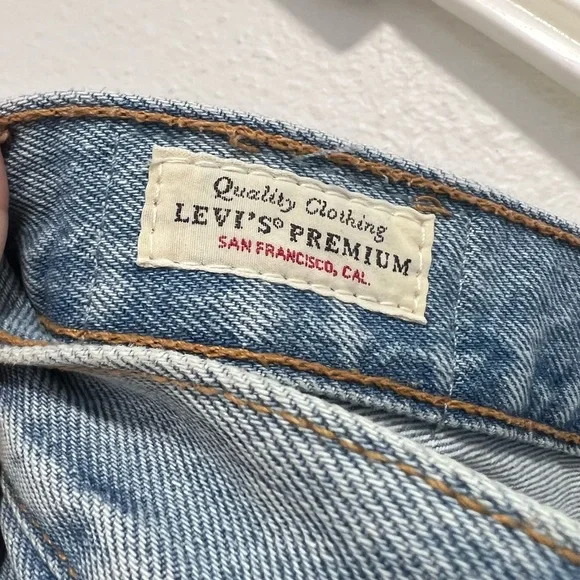 Quality Clothing
LEVI'S® PREMIUM
SAN FRANCISCO, CAL.